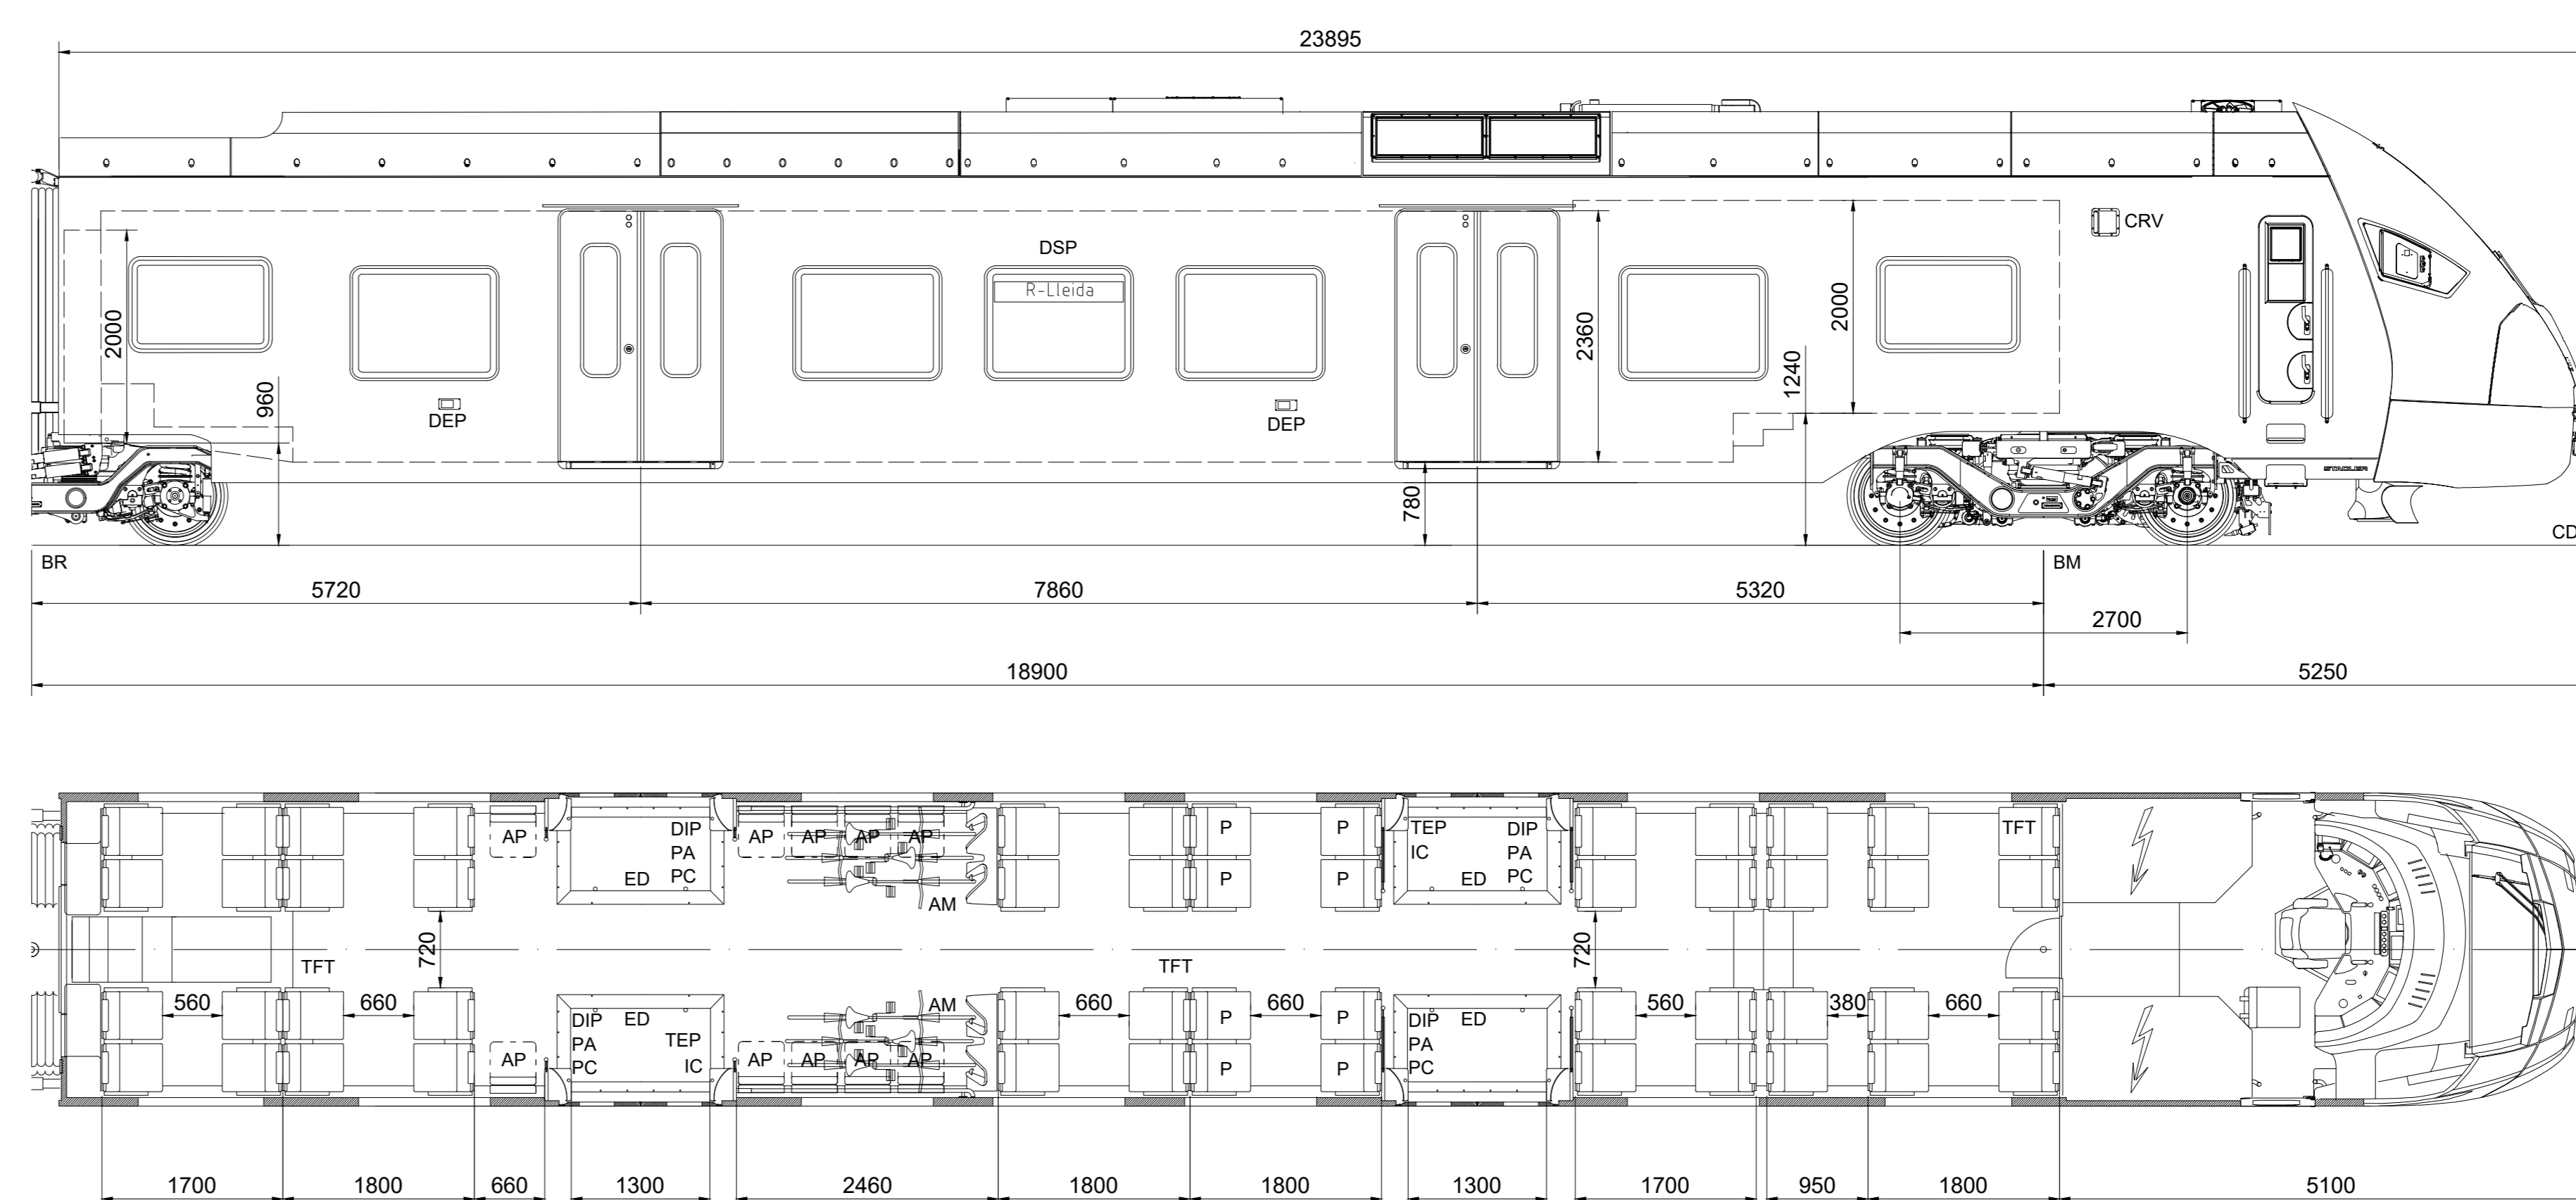 23895
CRV
DSP
R-Lleida
2000
2000
2360
1240
960
DEP
DEP
780
STADLER
CD
BR
BM
5720
7860
5320
2700
18900
5250
AP
AP
AP
AP
AP
DIP
PA
PC
ED
AM
P
P
P
P
TEP
IC
DIP
PA
PC
ED
TFT
720
720
TFT
TFT
560
660
DIP
PA
PC
ED
TEP
IC
AM
660
660
P
P
P
P
DIP
PA
PC
ED
560
380
660
AP
AP
AP
AP
AP
1700
1800
660
1300
2460
1800
1800
1300
1700
950
1800
5100